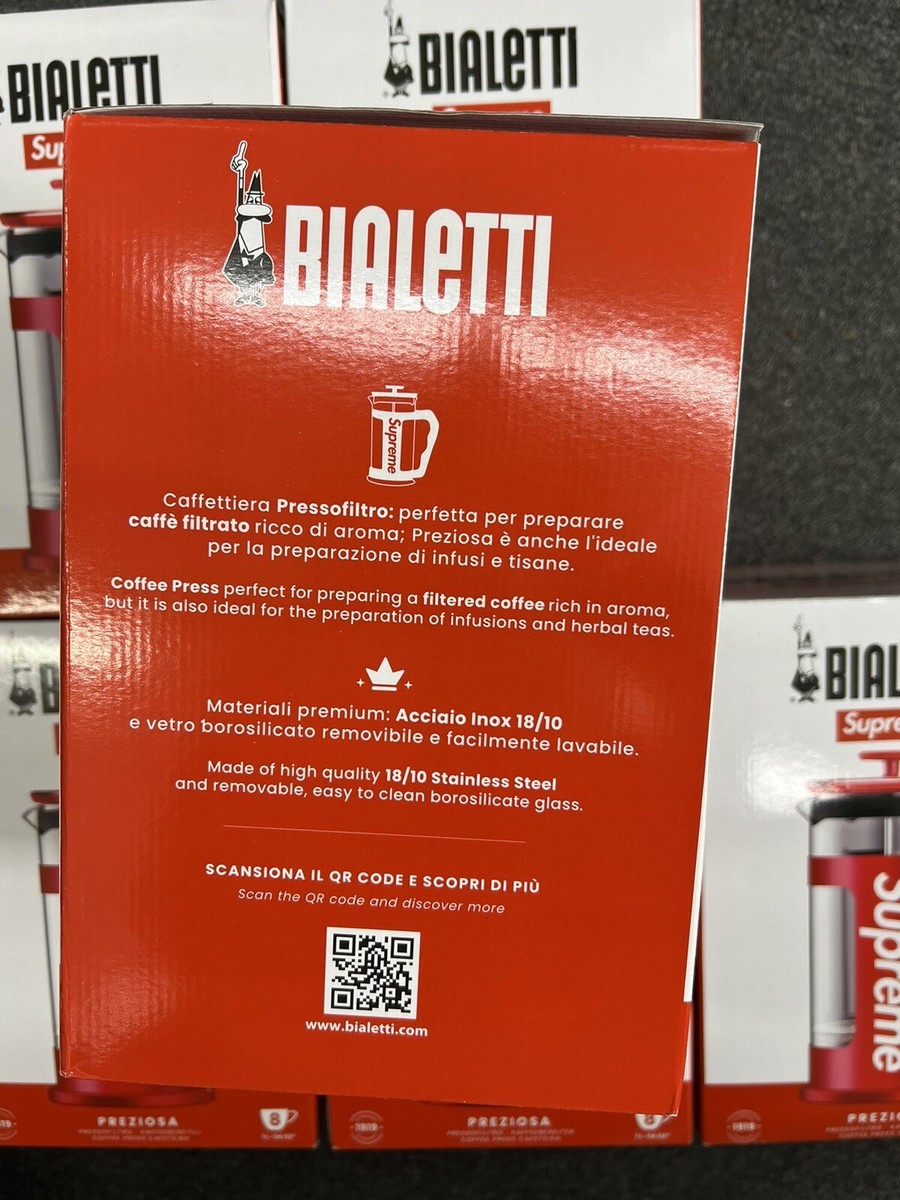 BIALETTI
BIALETTI
BIALETTI
Supreme
Caffettiera Pressofiltro: perfetta per preparare
caffè filtrato ricco di aroma; Preziosa è anche l'ideale
per la preparazione di infusi e tisane.
Coffee Press perfect for preparing a filtered coffee rich in aroma,
but it is also ideal for the preparation of infusions and herbal teas.
Materiali premium: Acciaio Inox 18/10
e vetro borosilicato removibile e facilmente lavabile.
Made of high quality 18/10 Stainless Steel
and removable, easy to clean borosilicate glass.
SCANSIONA IL QR CODE E SCOPRI DI PIÙ
Scan the QR code and discover more
www.bialetti.com
BIAL
Supre
Supreme
PREZIOSA
8
PREZIOSA
8
PREZI